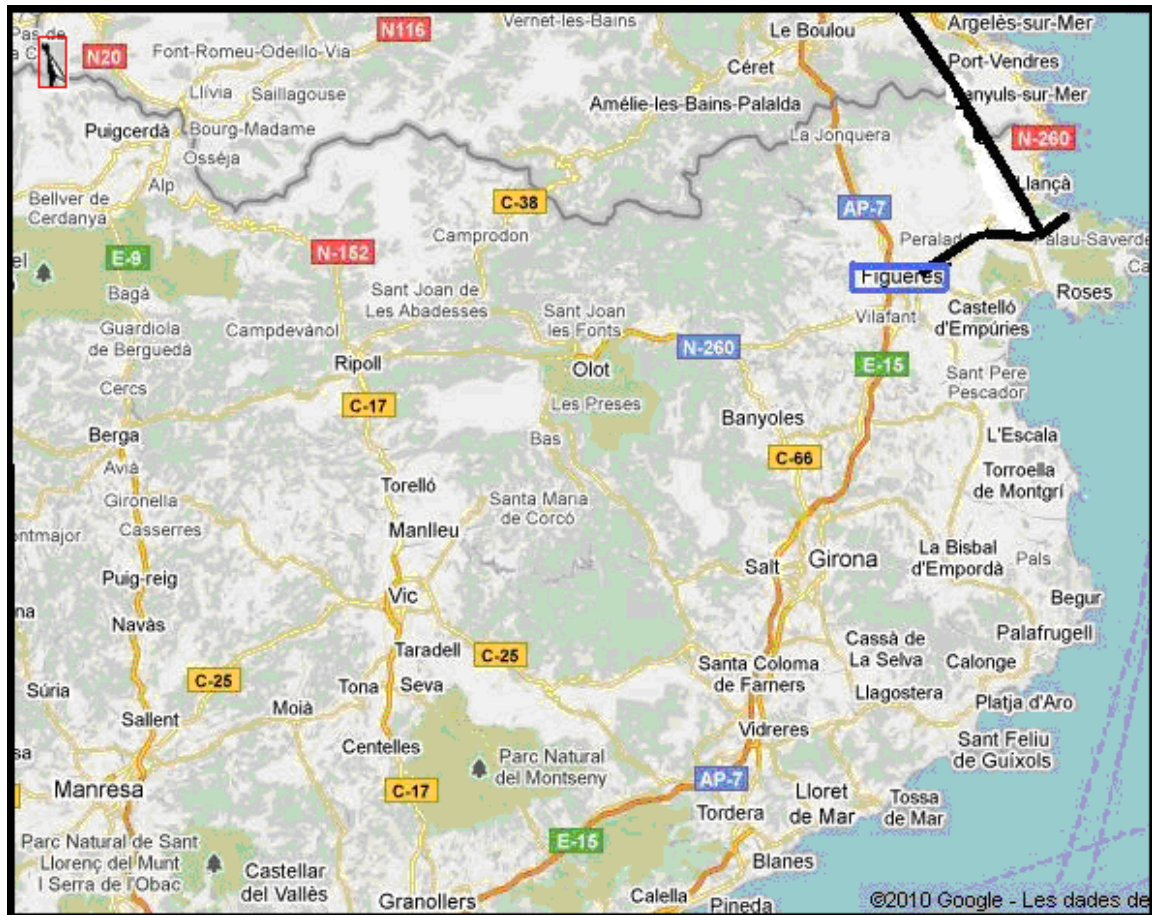 Vernet-les-Bains
Argelès-sur-Mer
Pas de
N116
Le Boulou
N20
Font-Romeu-Odeillo-Via
Céret
Port-Vendres
Llívia
Saillagouse
Amélie-les-Bains-Palalda
anyuls-sur-Mer
Puigcerdà
Bourg-Madame
La Jonquera
N-260
Osséja
Alp
Llançà
Bellver de
Cerdanya
C-38
AP-7
Camprodon
Peralad
Palau-Saverde
N-152
E-9
Figueres
Ca
Bagà
Sant Joan de
Les Abadesses
Roses
Castelló
d'Empúries
Sant Joan
les Fonts
Vilafant
Guardiola
de Berguedà
Campdevànol
N-260
Ripoll
Olot
E-15
Sant Pere
Pescador
Cercs
C-17
Les Preses
Banyoles
Berga
Bas
L'Escala
Avià
C-66
Torroella
de Montgrí
Torelló
Gironella
Santa Maria
de Corcó
Casserres
Manlleu
ontmajor
La Bisbal
d'Empordà
Pals
Girona
Salt
Puig-reig
Vic
Begur
na
Navàs
Palafrugell
Cassà de
La Selva
Taradell
C-25
Santa Coloma
de Farners
Calonge
C-25
Tona
Seva
Súria
Llagostera
Moià
Platja d'Aro
Sallent
Vidreres
Sant Feliu
de Guíxols
Centelles
sa
Parc Natural
del Montseny
AP-7
Manresa
C-17
Lloret
de Mar
Tossa
de Mar
Tordera
Parc Natural de Sant
Llorenç del Munt
I Serra de l'Obac
E-15
Blanes
Castellar
del Vallès
Granollers
Calella
Pineda
©2010 Google - Les dades de